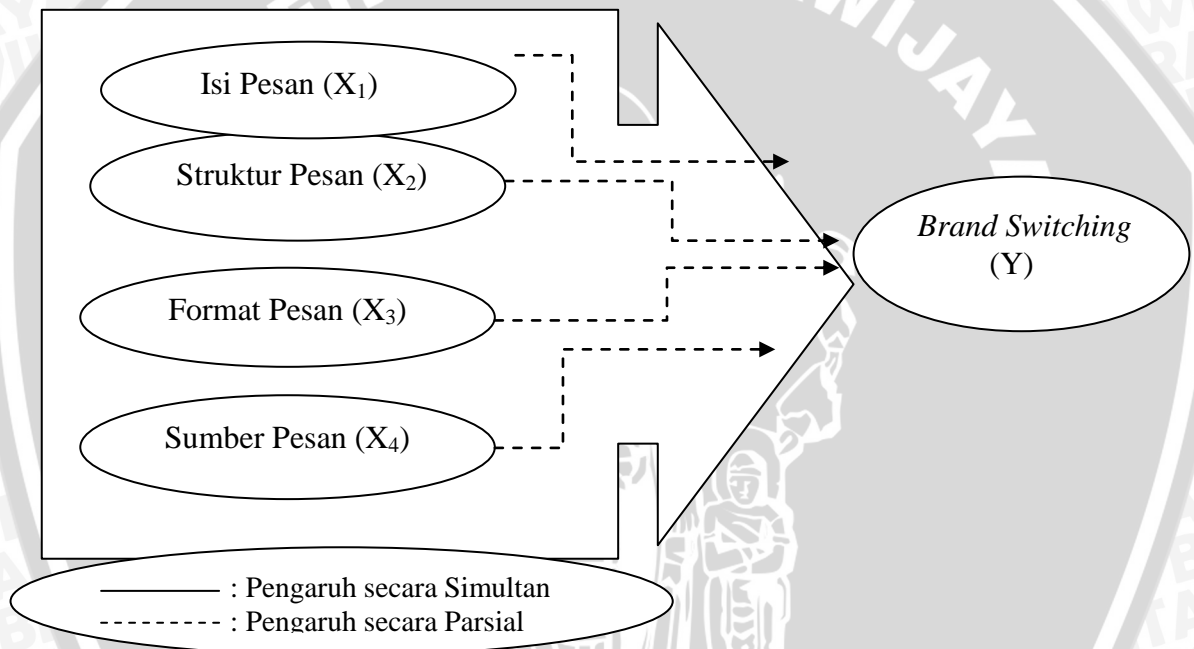 WIJAYA
Isi Pesan (X₁)
Struktur Pesan (X₂)
Format Pesan (X₃)
Sumber Pesan (X₄)
Brand Switching
(Y)
: Pengaruh secara Simultan
: Pengaruh secara Parsial